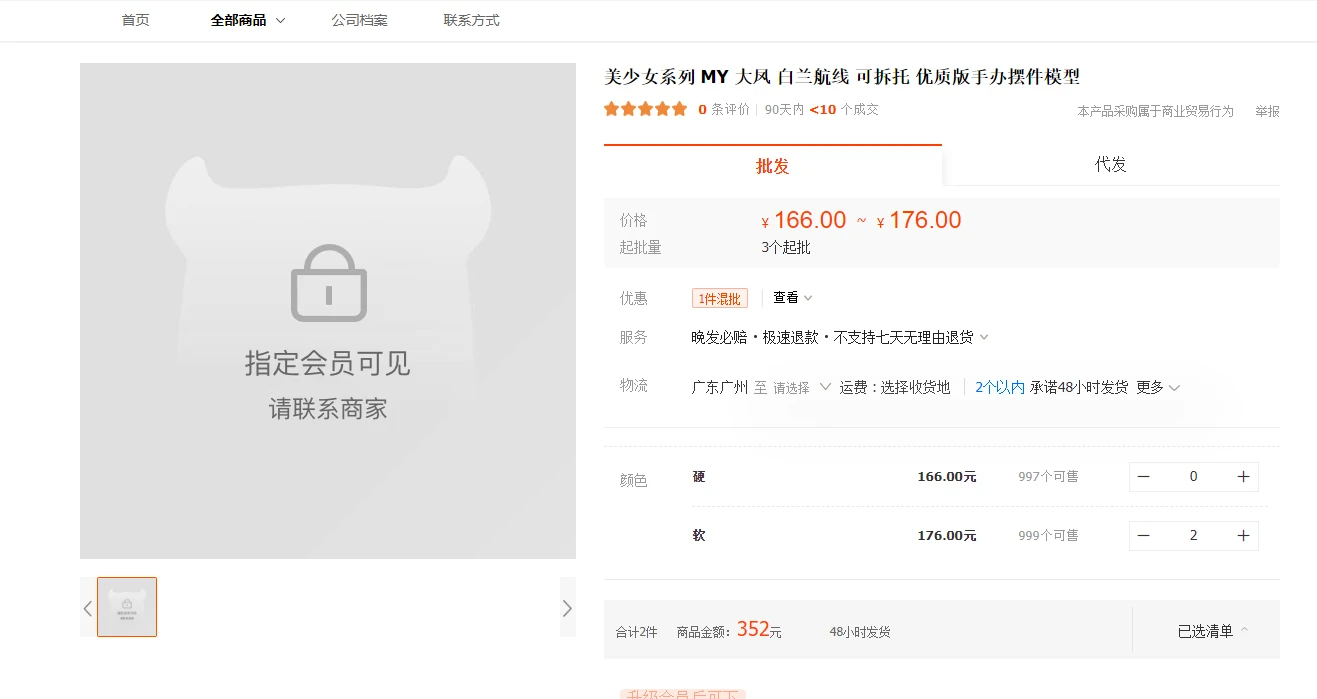 首页 全部商品 公司档案 联系方式
指定会员可见
请联系商家
美少女系列 MY 大凤 白兰航线 可拆托 优质版手办摆件模型
0 条评价 90天内 <10 个成交 本产品采购属于商业贸易行为 举报
批发 代发
价格 ¥ 166.00 ~ ¥ 176.00
起批量 3个起批
优惠 1件混批 查看
服务 晚发必赔·极速退款·不支持七天无理由退货
物流 广东广州 至 请选择 运费：选择收货地 2个以内 承诺48小时发货 更多
颜色 硬 166.00元 997个可售 0
软 176.00元 999个可售 2
合计2件 商品金额：352元 48小时发货 已选清单
升级会员后可下